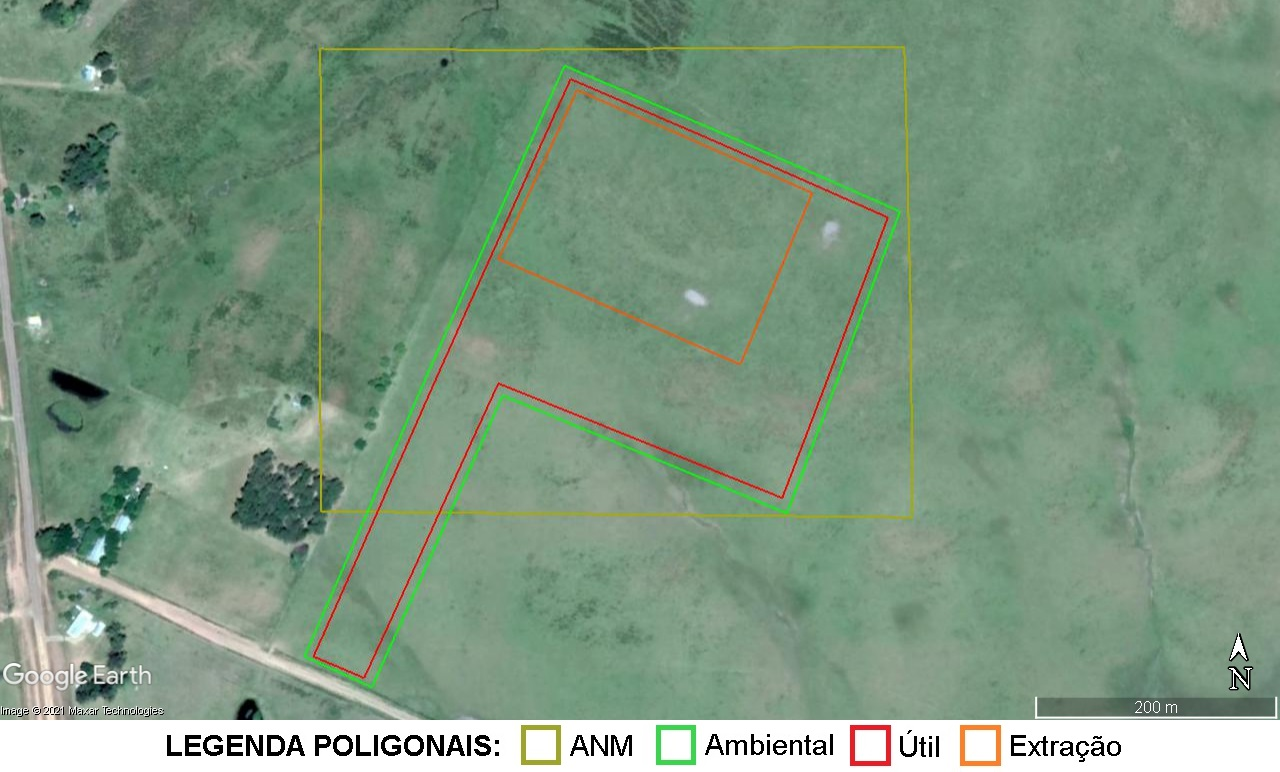 N
200 m
Google Earth
Image © 2021 Maxar Technologies
LEGENDA POLIGONAIS: ANM Ambiental Útil Extração